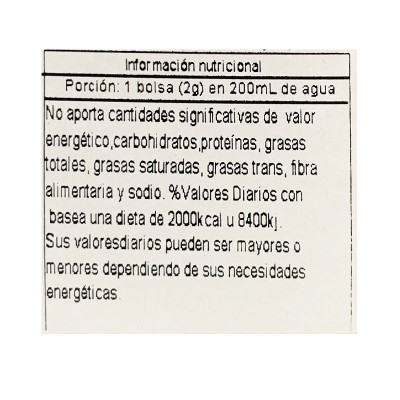 Información nutricional
Porción: 1 bolsa (2g) en 200mL de agua
No aporta cantidades significativas de valor
energético,carbohidratos,proteínas, grasas
totales, grasas saturadas, grasas trans, fibra
alimentaria y sodio. %Valores Diarios con
basea una dieta de 2000kcal u 8400kj.
Sus valoresdiarios pueden ser mayores o
menores dependiendo de sus necesidades
energéticas.